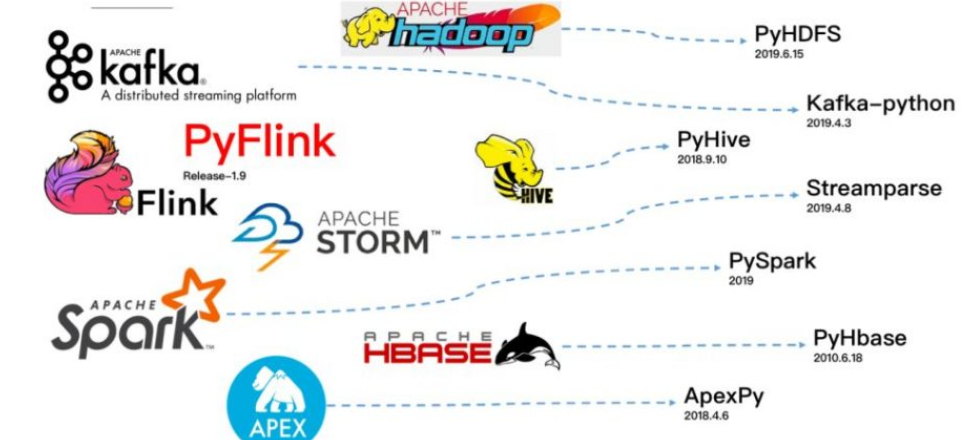 APACHE
hadoop
PyHDFS
2019.6.15
APACHE
kafka®
A distributed streaming platform
Kafka-python
2019.4.3
PyFlink
Release-1.9
Flink
HIVE
PyHive
2018.9.10
APACHE
STORM™
Streamparse
2019.4.8
APACHE
Spark™
PySpark
2019
APACHE
HBASE
PyHbase
2010.6.18
APEX
ApexPy
2018.4.6